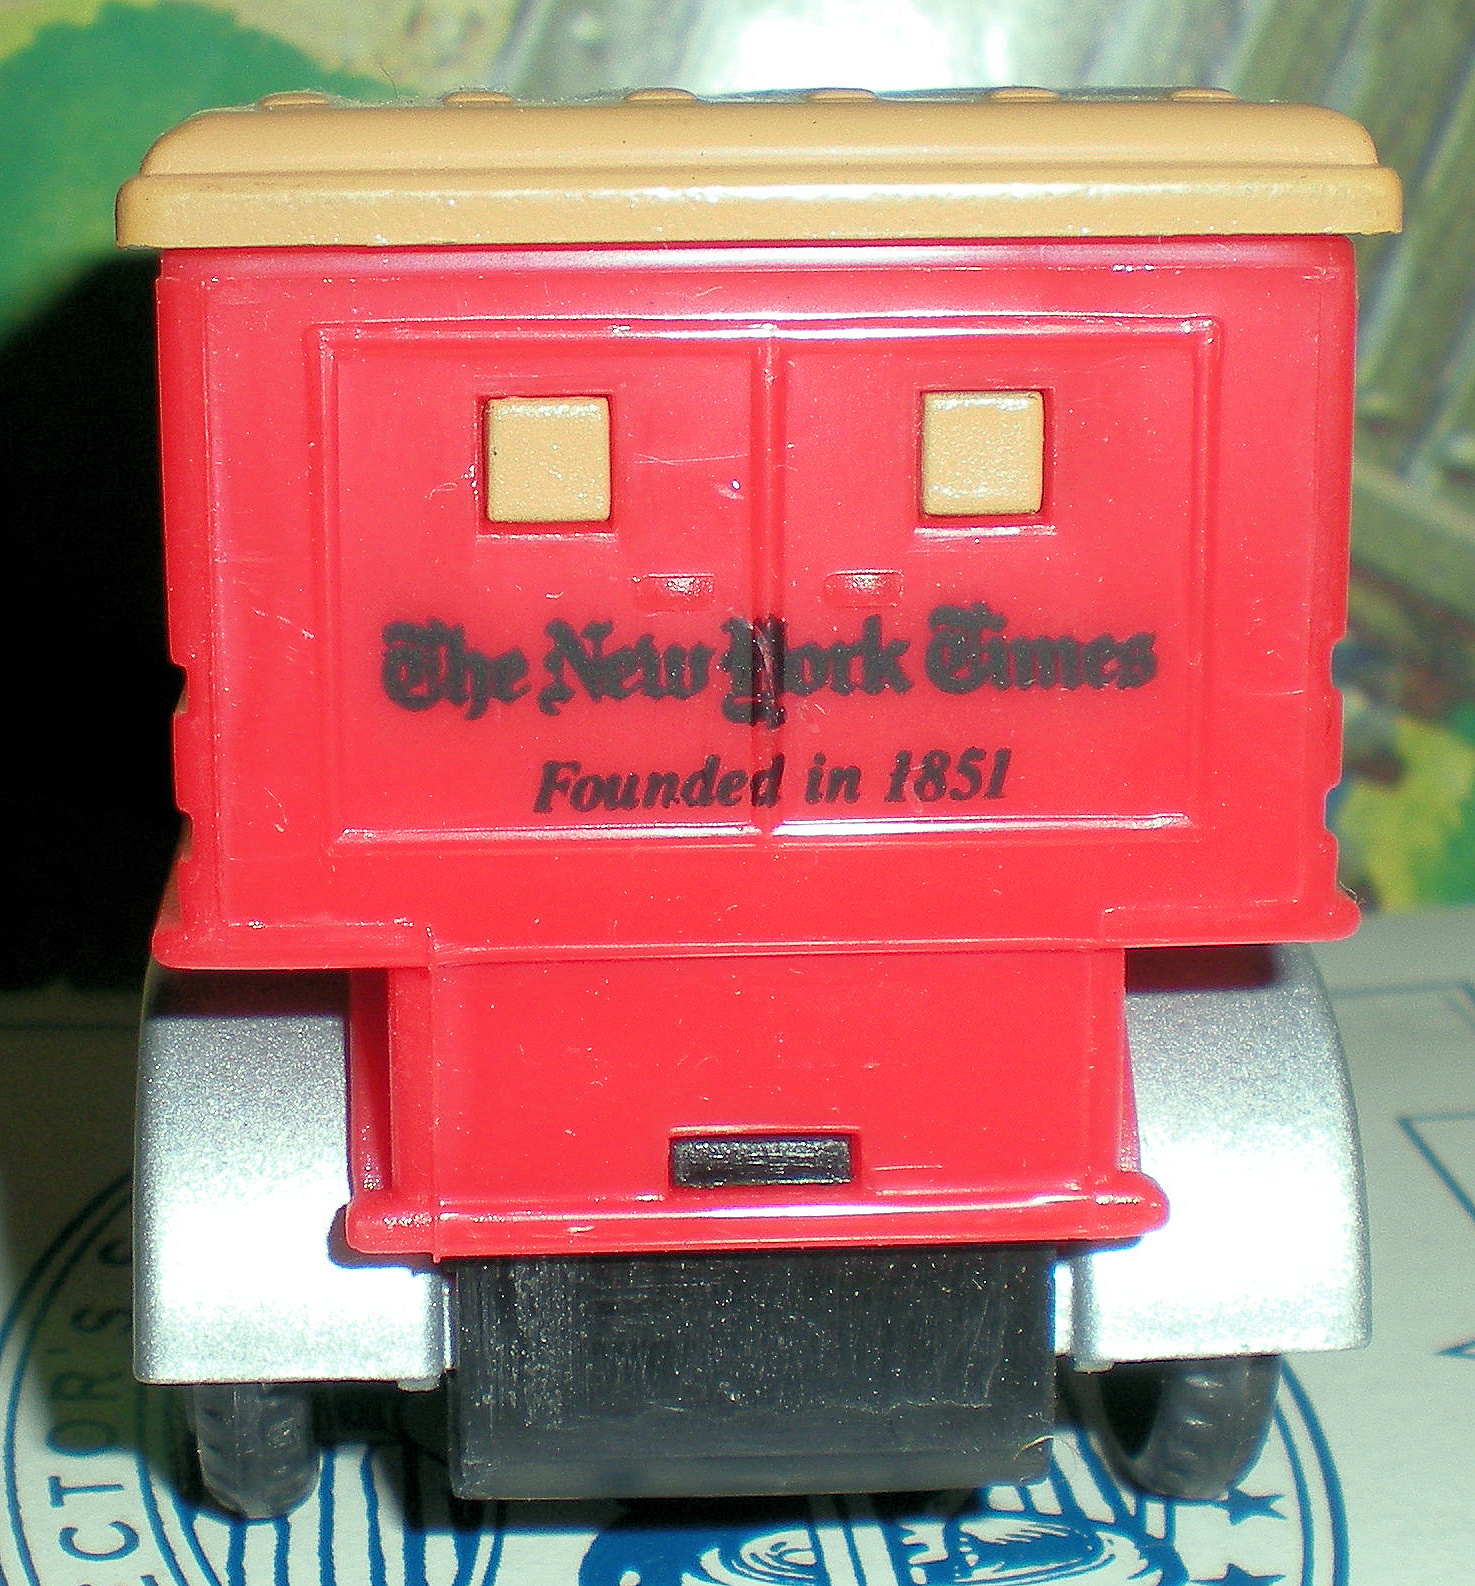 The New York Times
Founded in 1851